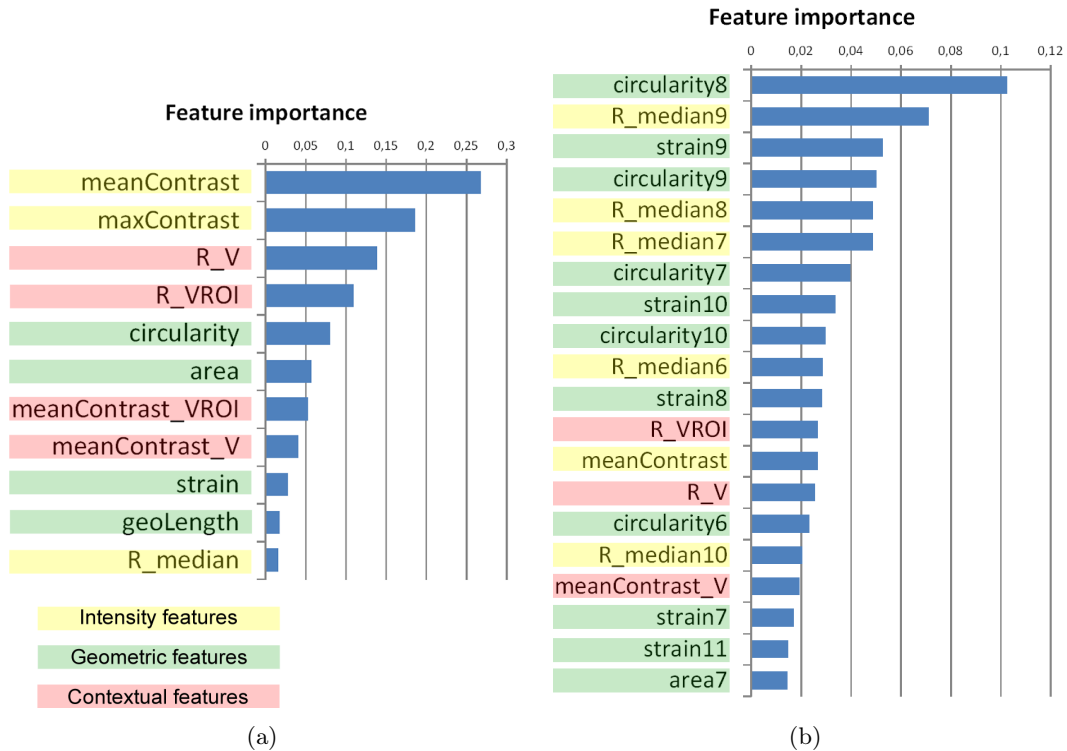 Feature importance
0 0,05 0,1 0,15 0,2 0,25 0,3
meanContrast
maxContrast
R_V
R_VROI
circularity
area
meanContrast_VROI
meanContrast_V
strain
geoLength
R_median
Intensity features
Geometric features
Contextual features
(a)
Feature importance
0 0,02 0,04 0,06 0,08 0,1 0,12
circularity8
R_median9
strain9
circularity9
R_median8
R_median7
circularity7
strain10
circularity10
R_median6
strain8
R_VROI
meanContrast
R_V
circularity6
R_median10
meanContrast_V
strain7
strain11
area7
(b)